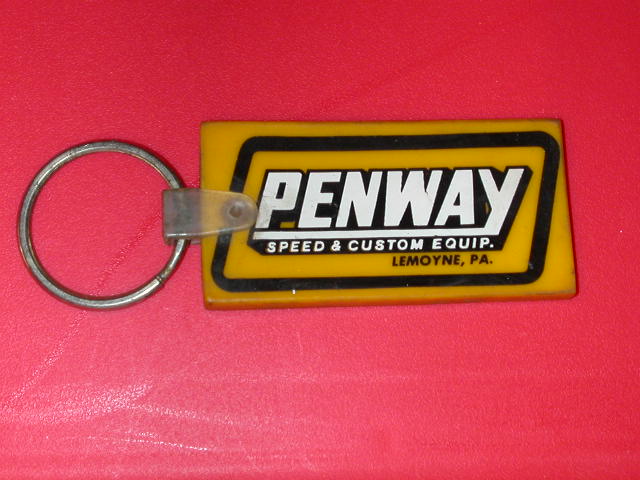 PENWAY
SPEED & CUSTOM EQUIP.
LEMOYNE, PA.